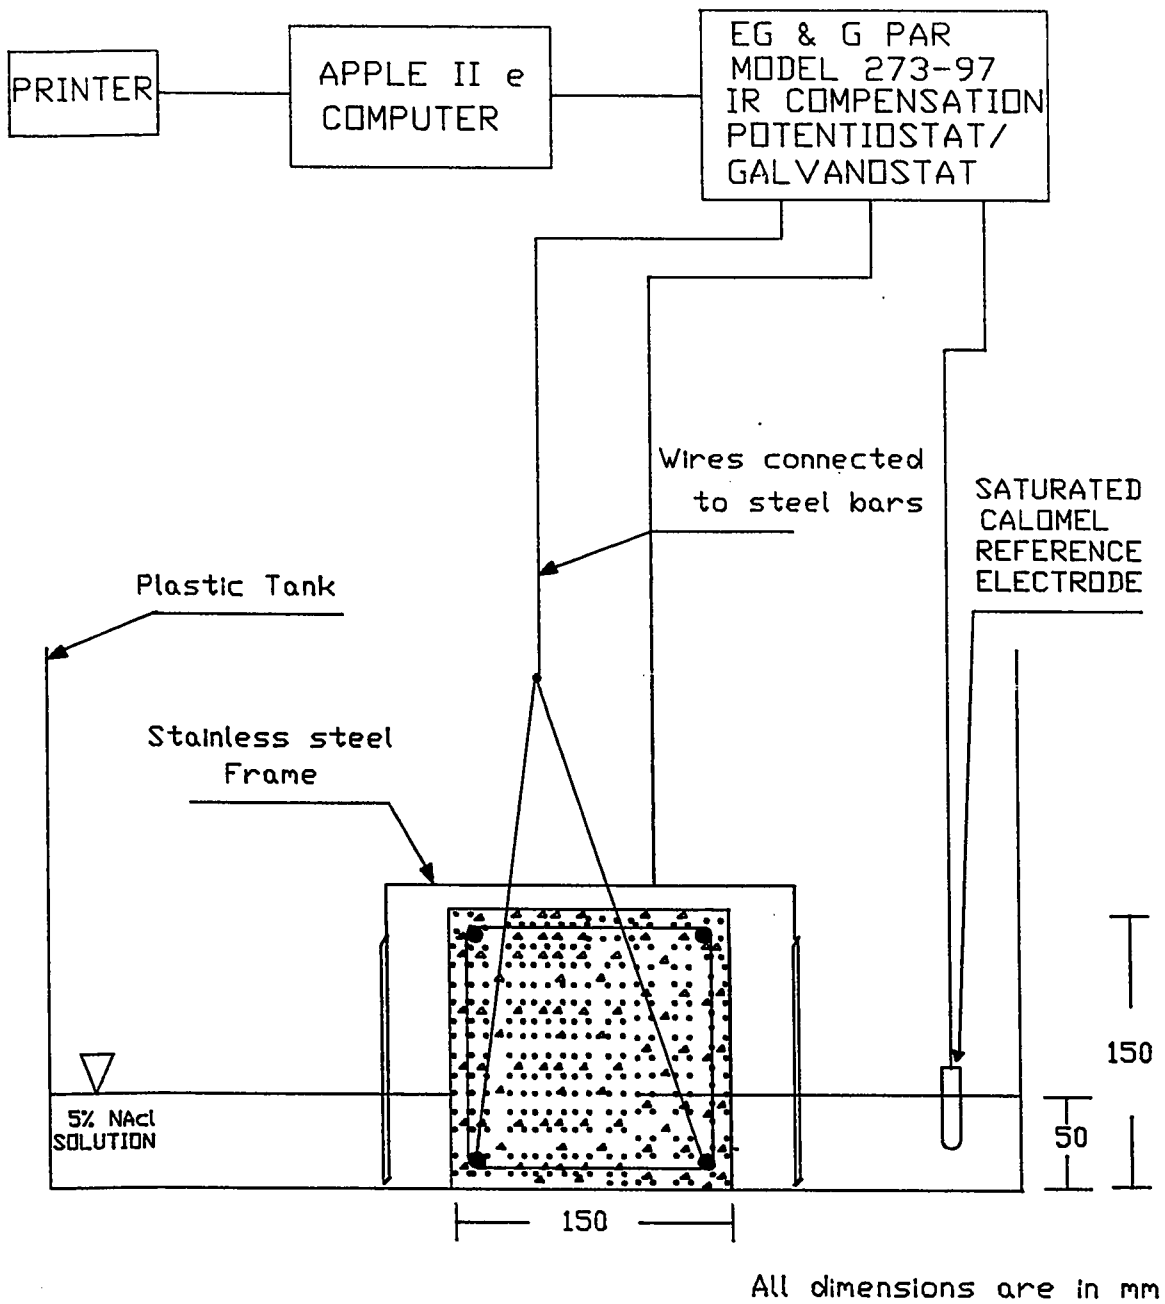 PRINTER
APPLE II e
COMPUTER
EG & G PAR
MODEL 273-97
IR COMPENSATION
POTENTIOSTAT/
GALVANOSTAT
Wires connected
to steel bars
SATURATED
CALOMEL
REFERENCE
ELECTRODE
Plastic Tank
Stainless steel
Frame
5% NAcl
SOLUTION
150
50
150
All dimensions are in mm